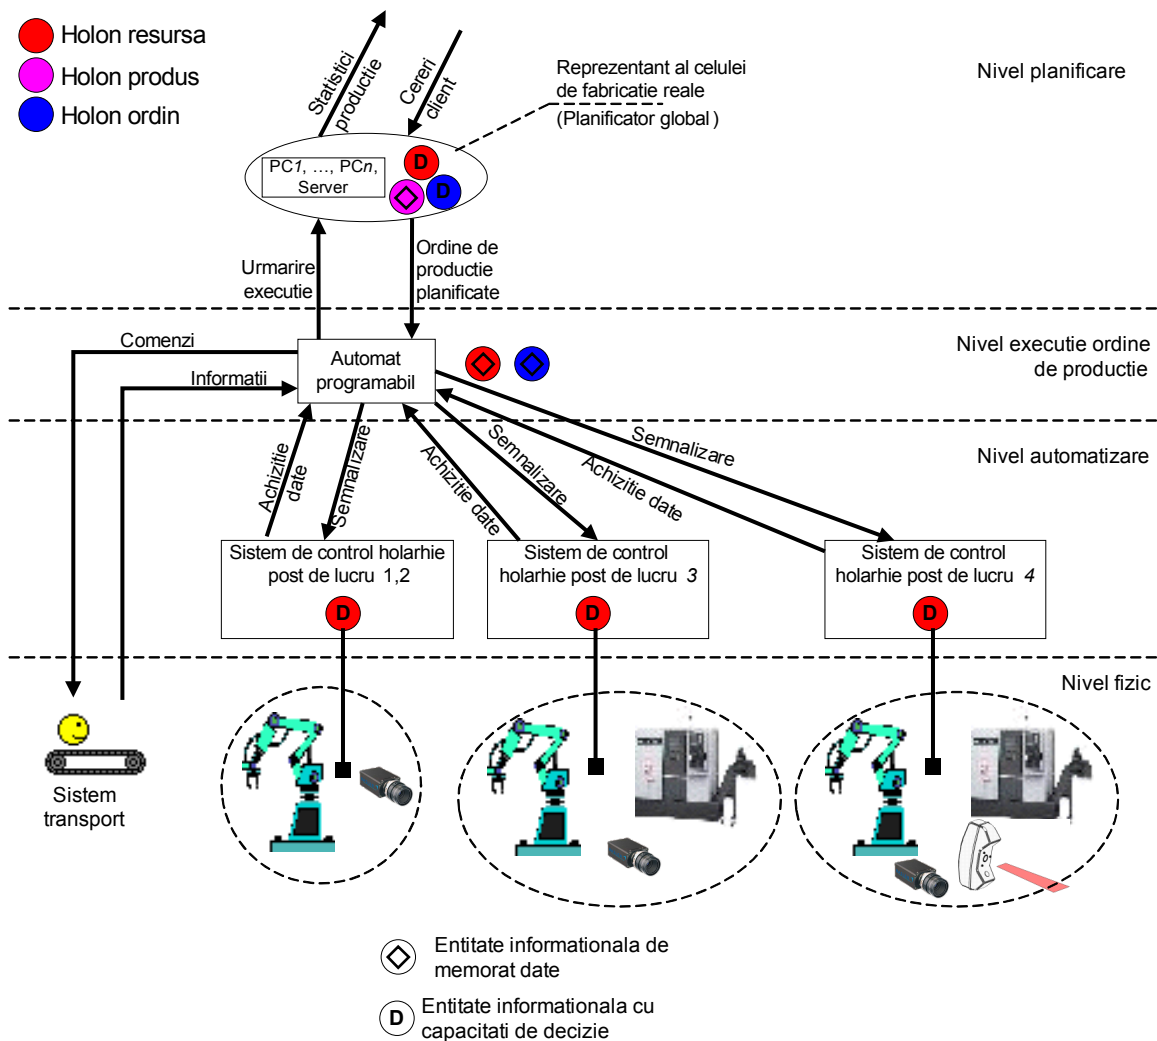 Holon resursa
Holon produs
Holon ordin
Statistici
productie
Cereri
client
Reprezentant al celulei
de fabricatie reale
(Planificator global)
Nivel planificare
PC1, …, PCn,
Server
D
D
Urmarire
executie
Ordine de
productie
planificate
Comenzi
Informatii
Automat
programabil
Nivel executie ordine
de productie
Achizitie
date
Semnalizare
Achizitie date
Semnalizare
Achizitie date
Semnalizare
Nivel automatizare
Sistem de control holarhie
post de lucru 1,2
D
Sistem de control
holarhie post de lucru 3
D
Sistem de control
holarhie post de lucru 4
D
Nivel fizic
Sistem
transport
Entitate informationala de
memorat date
D
Entitate informationala cu
capacitati de decizie